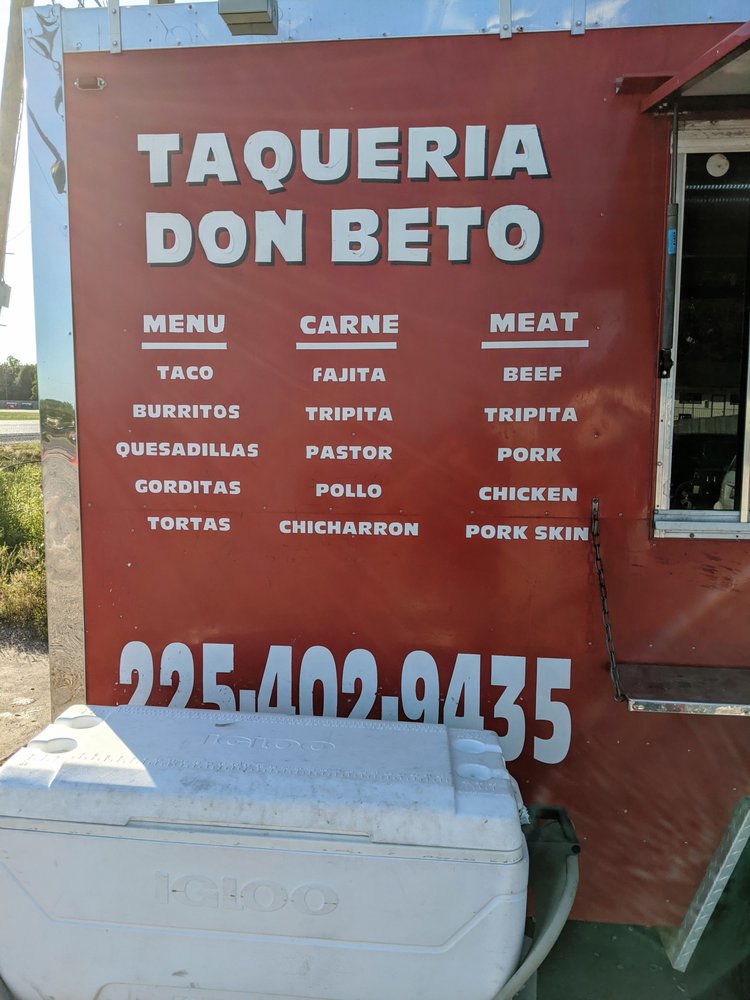 TAQUERIA
DON BETO
MENU
TACO
BURRITOS
QUESADILLAS
GORDITAS
TORTAS
CARNE
FAJITA
TRIPITA
PASTOR
POLLO
CHICHARRON
MEAT
BEEF
TRIPITA
PORK
CHICKEN
PORK SKIN
225-402-9435
IGLOO
IGLOO